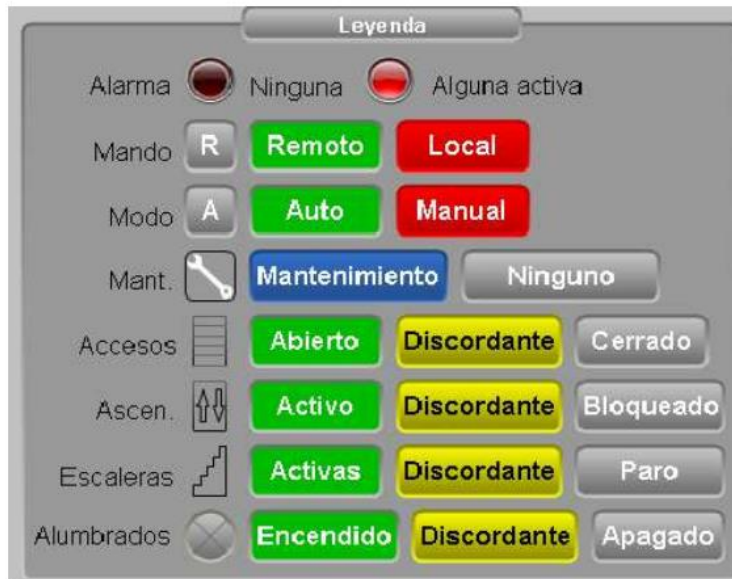 Leyenda
Alarma Ninguna Alguna activa
Mando R Remoto Local
Modo A Auto Manual
Mant. Mantenimiento Ninguno
Accesos Abierto Discordante Cerrado
Ascen. Activo Discordante Bloqueado
Escaleras Activas Discordante Paro
Alumbrados Encendido Discordante Apagado